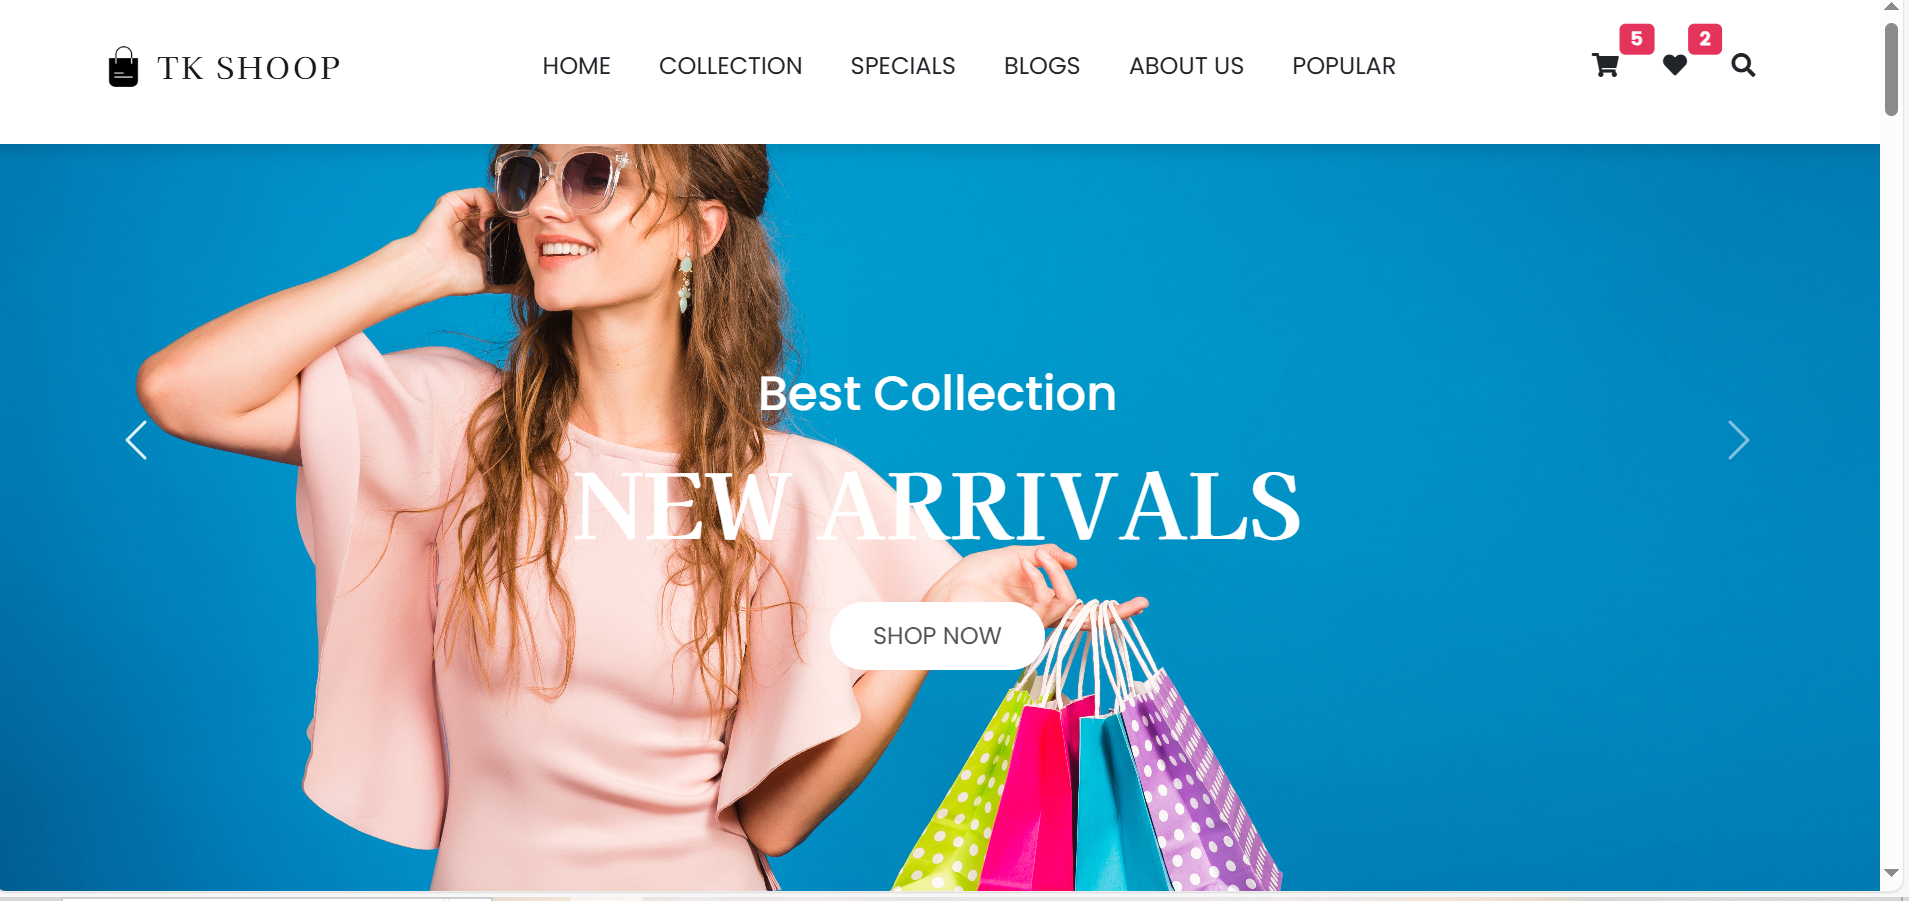 TK SHOOP
HOME COLLECTION SPECIALS BLOGS ABOUT US POPULAR
5 2
Best Collection
NEW ARRIVALS
SHOP NOW